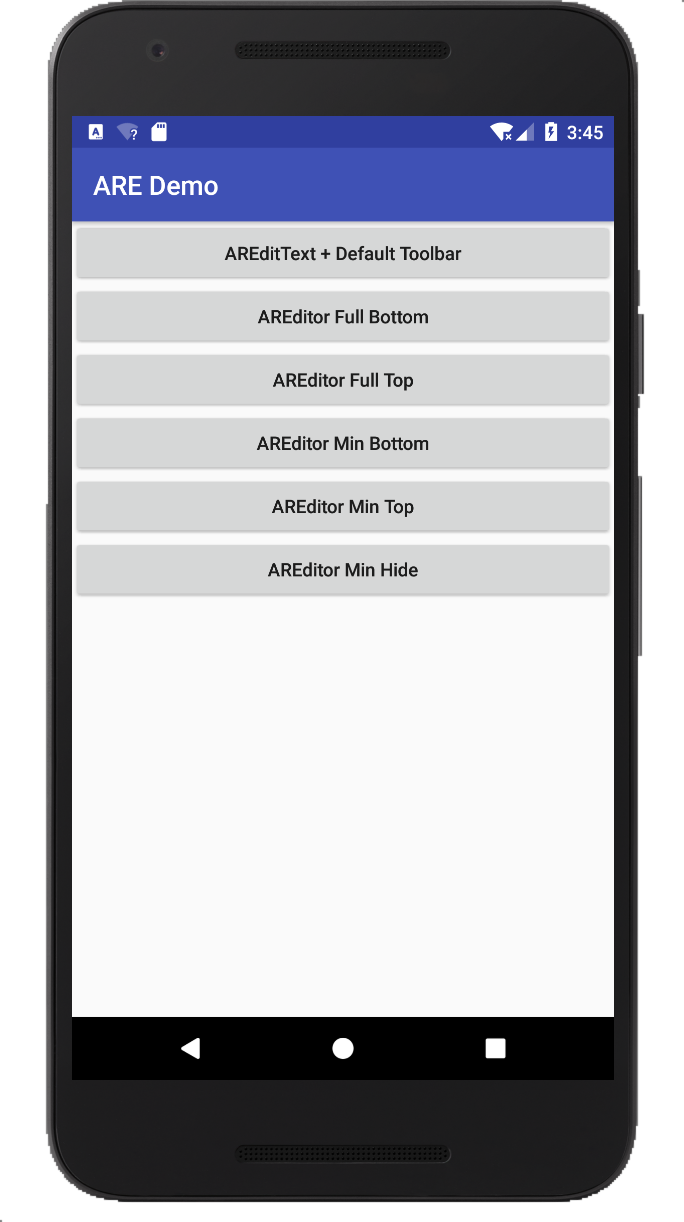 3:45
ARE Demo
AREditText + Default Toolbar
AREditor Full Bottom
AREditor Full Top
AREditor Min Bottom
AREditor Min Top
AREditor Min Hide